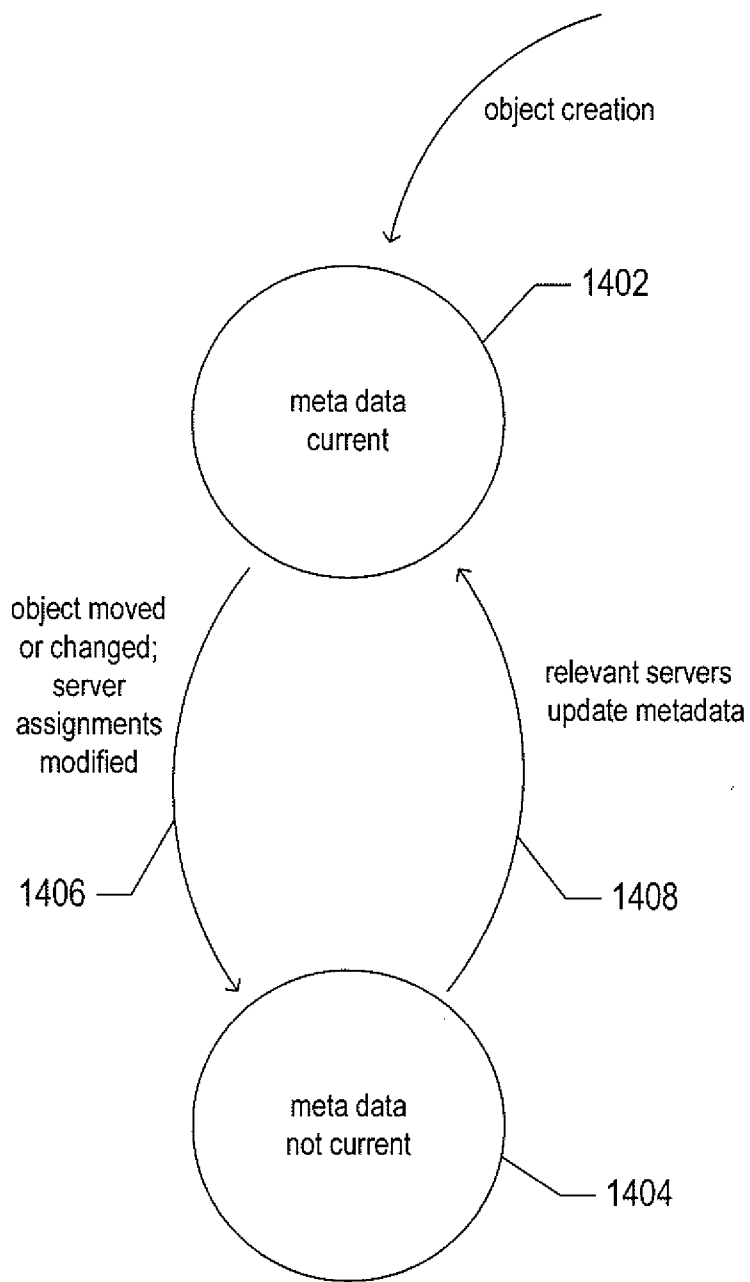 object creation
1402
meta data
current
object moved
or changed;
server
assignments
modified
relevant servers
update metadata
1406
1408
meta data
not current
1404